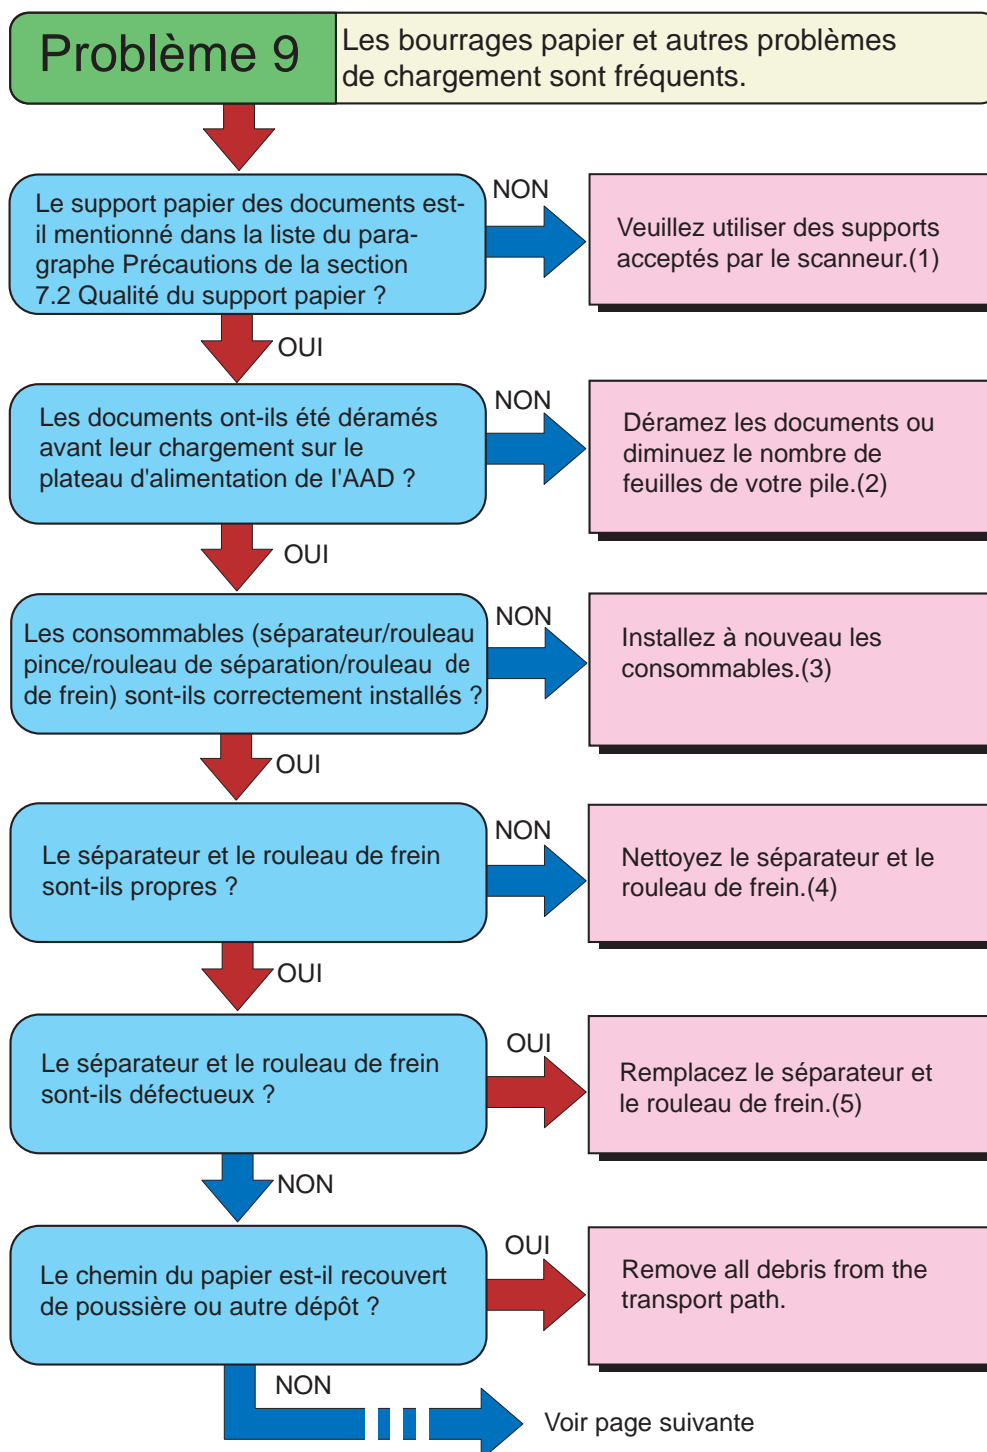 Problème 9
Les bourrages papier et autres problèmes
de chargement sont fréquents.
Le support papier des documents est-
il mentionné dans la liste du para-
graphe Précautions de la section
7.2 Qualité du support papier ?
NON
Veuillez utiliser des supports
acceptés par le scanneur.(1)
OUI
Les documents ont-ils été déramés
avant leur chargement sur le
plateau d'alimentation de l'AAD ?
NON
Déramez les documents ou
diminuez le nombre de
feuilles de votre pile.(2)
OUI
Les consommables (séparateur/rouleau
pince/rouleau de séparation/rouleau de
de frein) sont-ils correctement installés ?
NON
Installez à nouveau les
consommables.(3)
OUI
Le séparateur et le rouleau de frein
sont-ils propres ?
NON
Nettoyez le séparateur et le
rouleau de frein.(4)
OUI
Le séparateur et le rouleau de frein
sont-ils défectueux ?
OUI
Remplacez le séparateur et
le rouleau de frein.(5)
NON
Le chemin du papier est-il recouvert
de poussière ou autre dépôt ?
OUI
Remove all debris from the
transport path.
NON
Voir page suivante